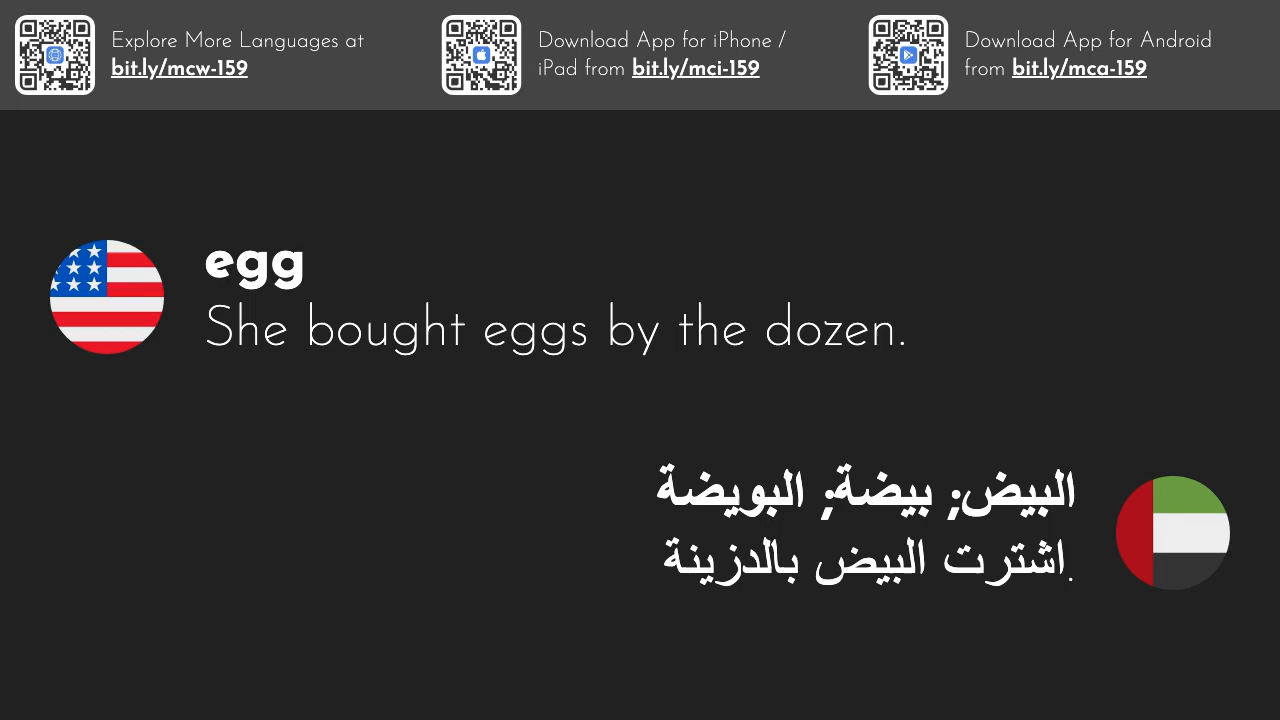 Explore More Languages at
bit.ly/mcw-159
Download App for iPhone /
iPad from bit.ly/mci-159
Download App for Android
from bit.ly/mca-159
egg
She bought eggs by the dozen.
البيض; بيضة; البويضة
اشترت البيض بالدزينة.